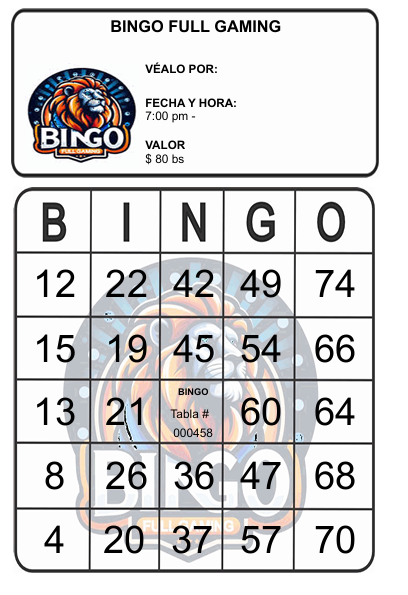 BINGO FULL GAMING
VÉALO POR:
FECHA Y HORA:
7:00 pm -
VALOR
$ 80 bs
BINGO
FULL GAMING
B I N G O
12 22 42 49 74
15 19 45 54 66
13 21 BINGO 60 64
Tabla #
000458
8 26 36 47 68
4 20 37 57 70
BINGO
FULL GAMING